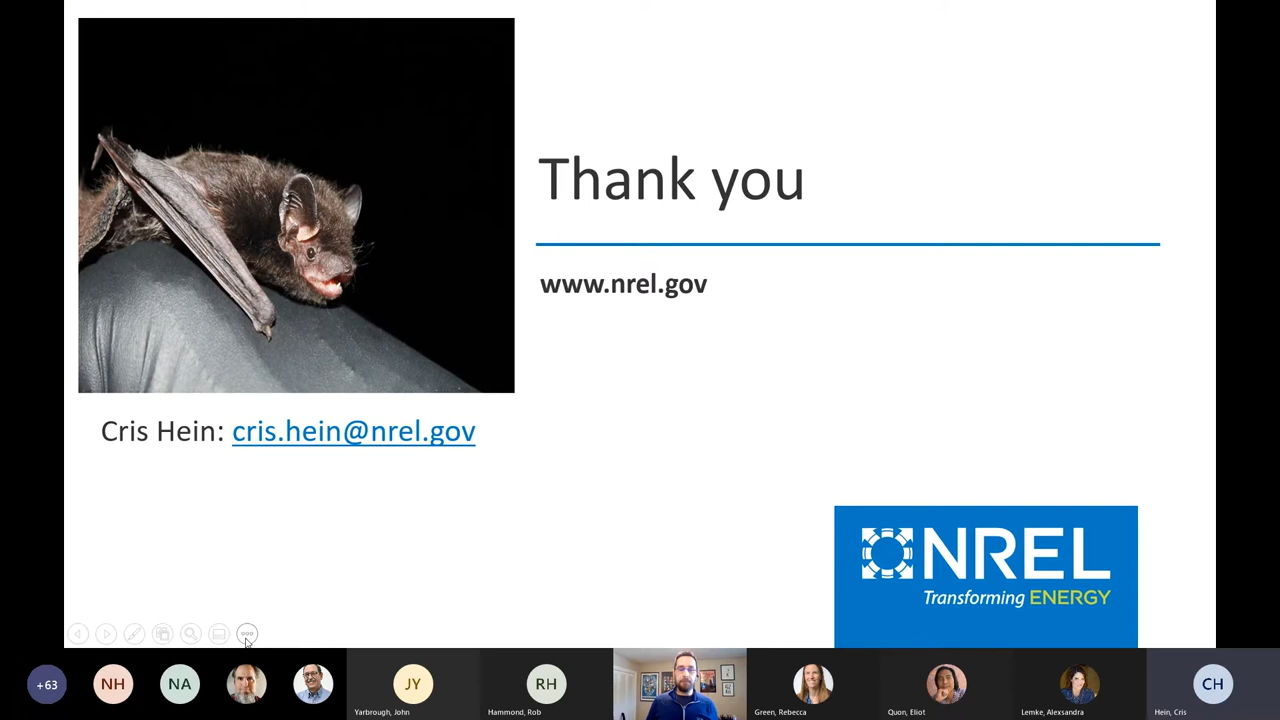 Thank you
www.nrel.gov
Cris Hein: cris.hein@nrel.gov
NREL
Transforming ENERGY
+63
NH
NA
JY
Yarbrough, John
RH
Hammond, Rob
Green, Rebecca
Quon, Eliot
Lemke, Alexsandra
CH
Hein, Cris